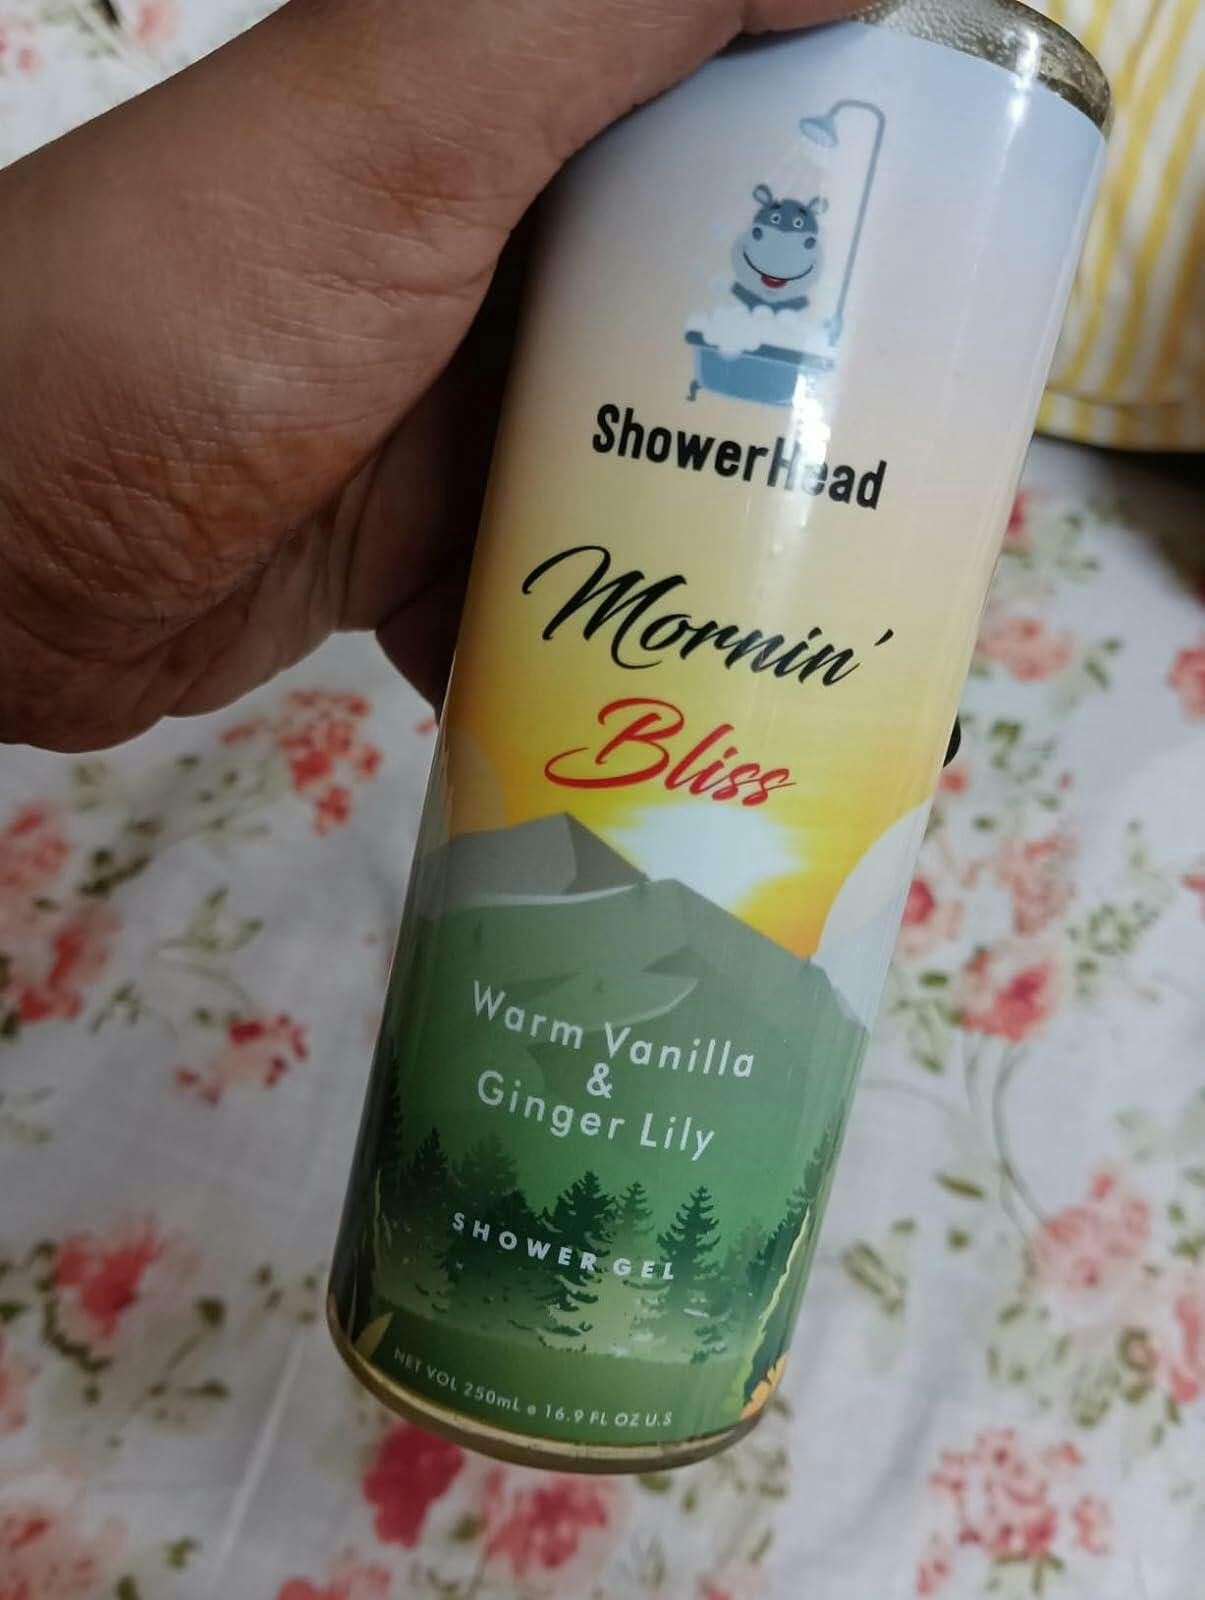 ShowerHead
Mornin'
Bliss
Warm Vanilla
&
Ginger Lily
SHOWER GEL
NET VOL 250mL e 16.9 FL OZ U.S